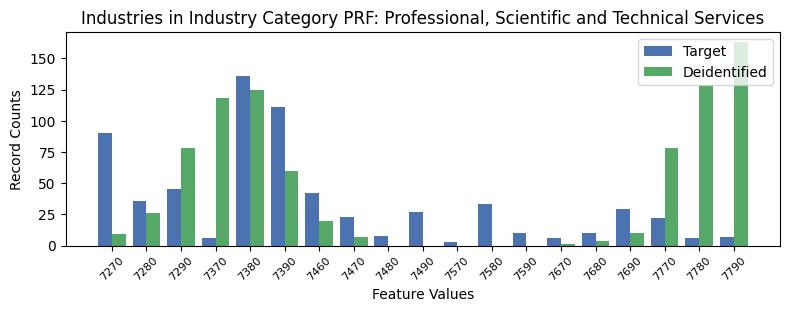 Industries in Industry Category PRF: Professional, Scientific and Technical Services
Target
Deidentified
Record Counts
150
125
100
75
50
25
0
7270 7280 7290 7370 7380 7390 7460 7470 7480 7490 7570 7580 7590 7670 7680 7690 7770 7780 7790
Feature Values